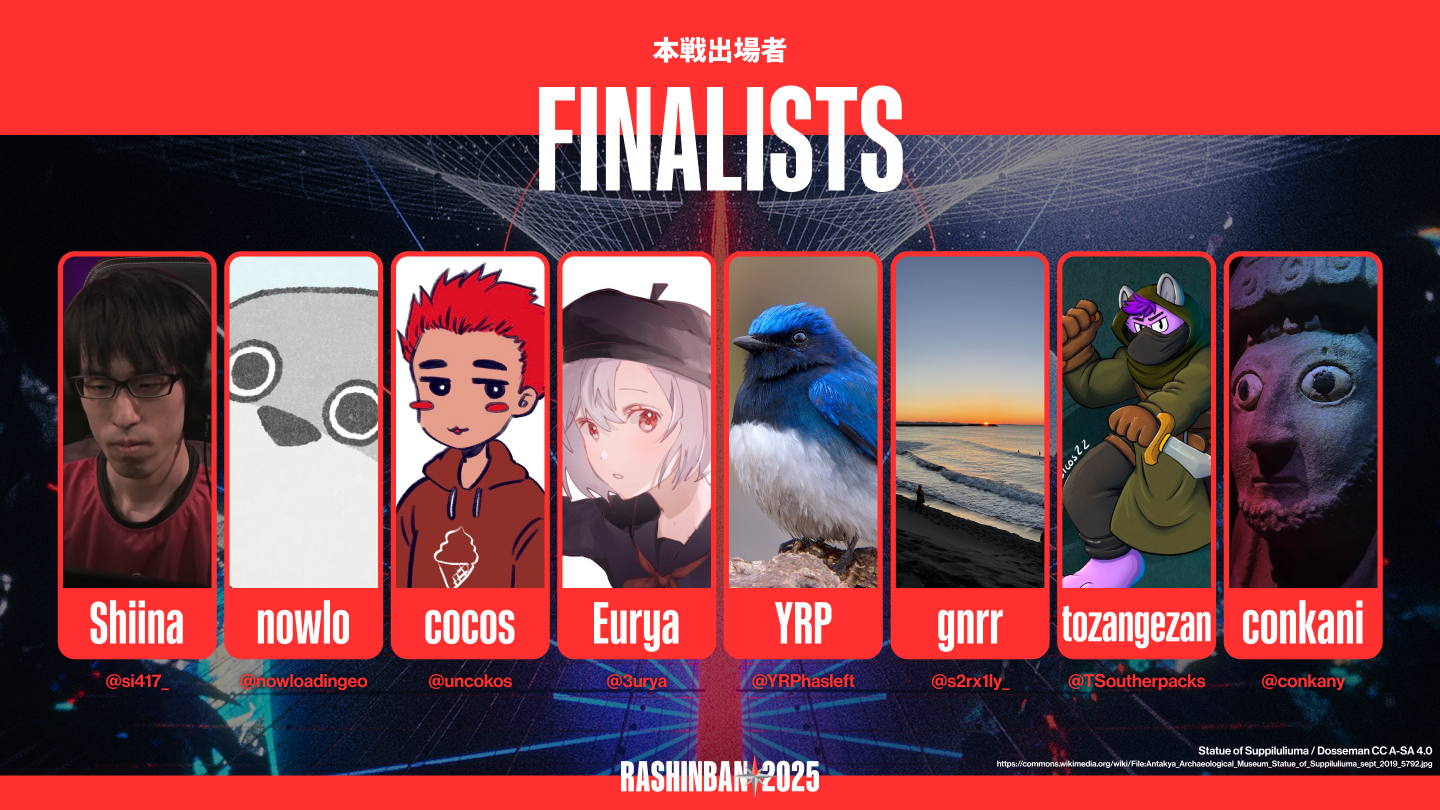 本戦出場者
FINALISTS
Shiina
nowlo
cocos
Eurya
YRP
gnrr
tozangezan
conkani
@si417_
@nowloadingeo
@uncokos
@3urya
@YRPhasleft
@s2rx1ly_
@TSoutherpacks
@conkany
Statue of Suppiluliuma / Dosseman CC A-SA 4.0
https://commons.wikimedia.org/wiki/File:Antakya_Archaeological_Museum_Statue_of_Suppiluliuma_sept_2019_5792.jpg
RASHINBAN 2025